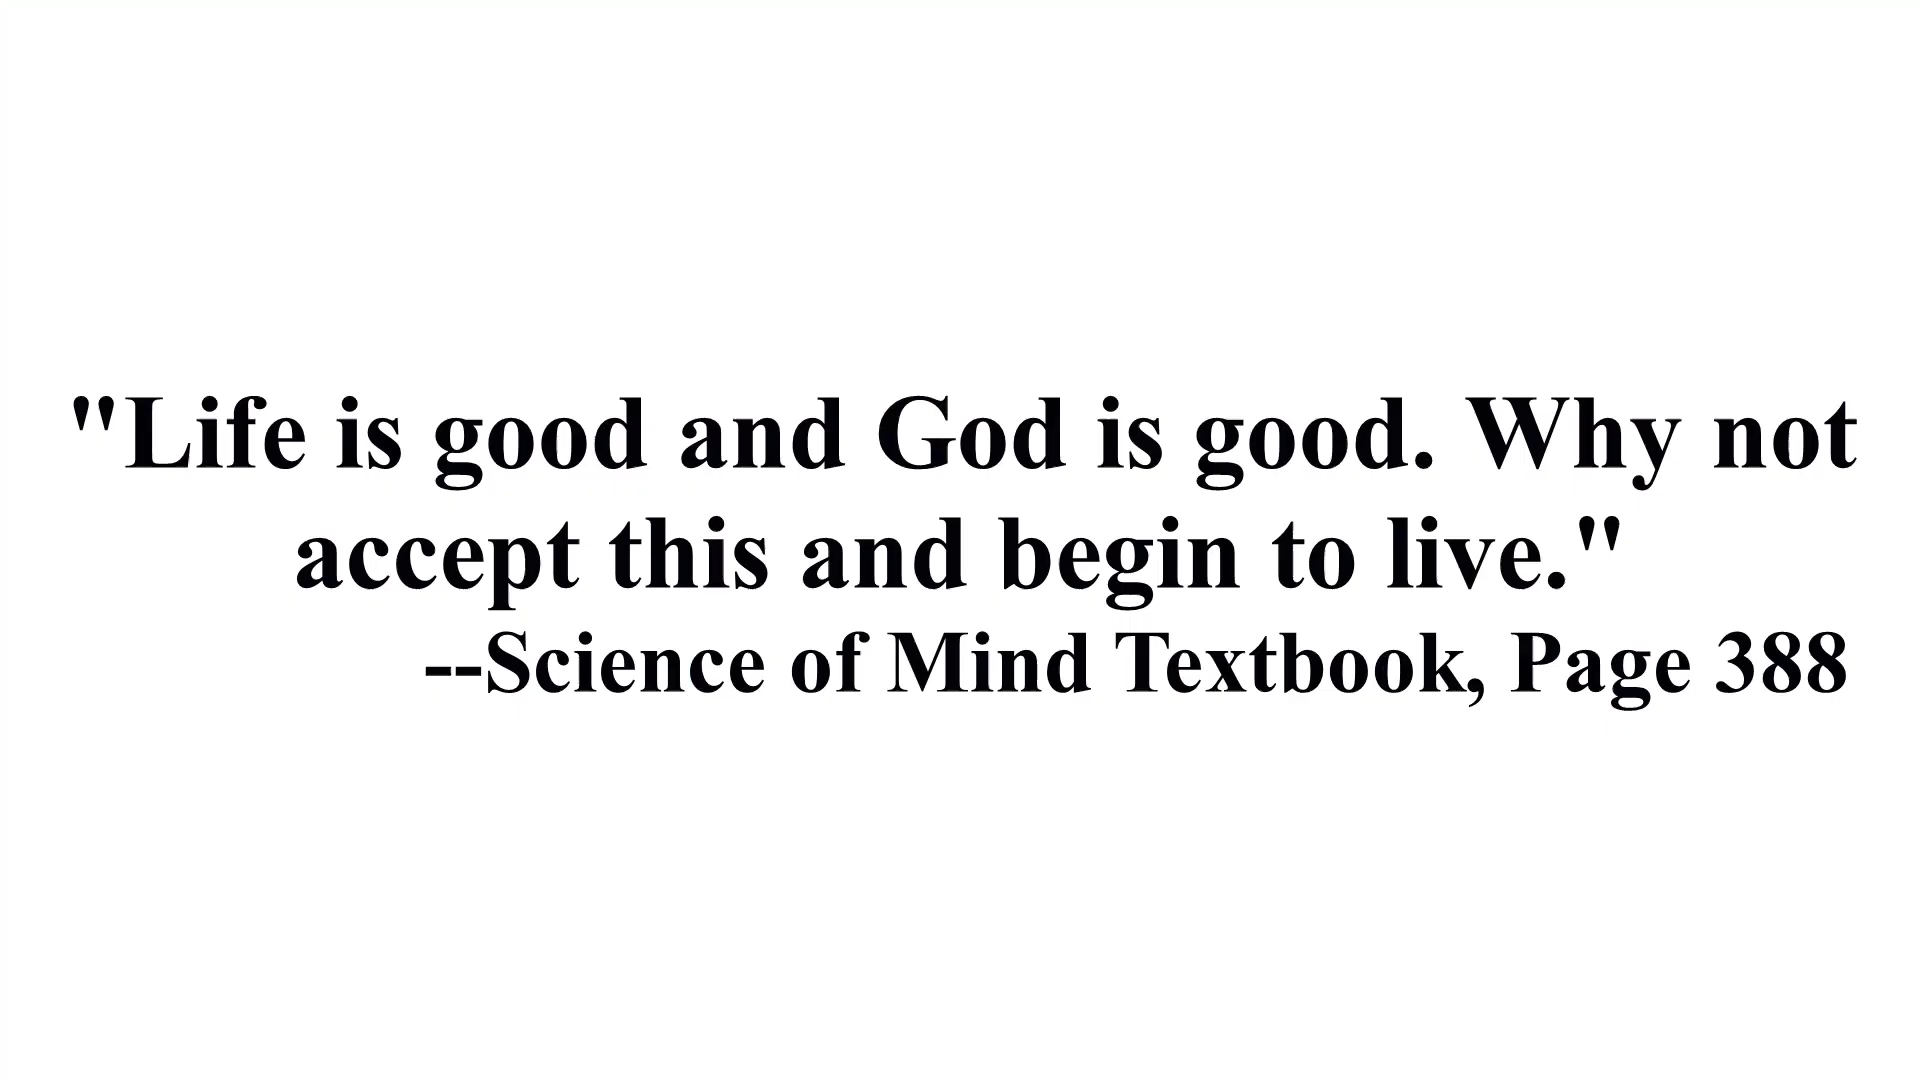 "Life is good and God is good. Why not
accept this and begin to live."
--Science of Mind Textbook, Page 388